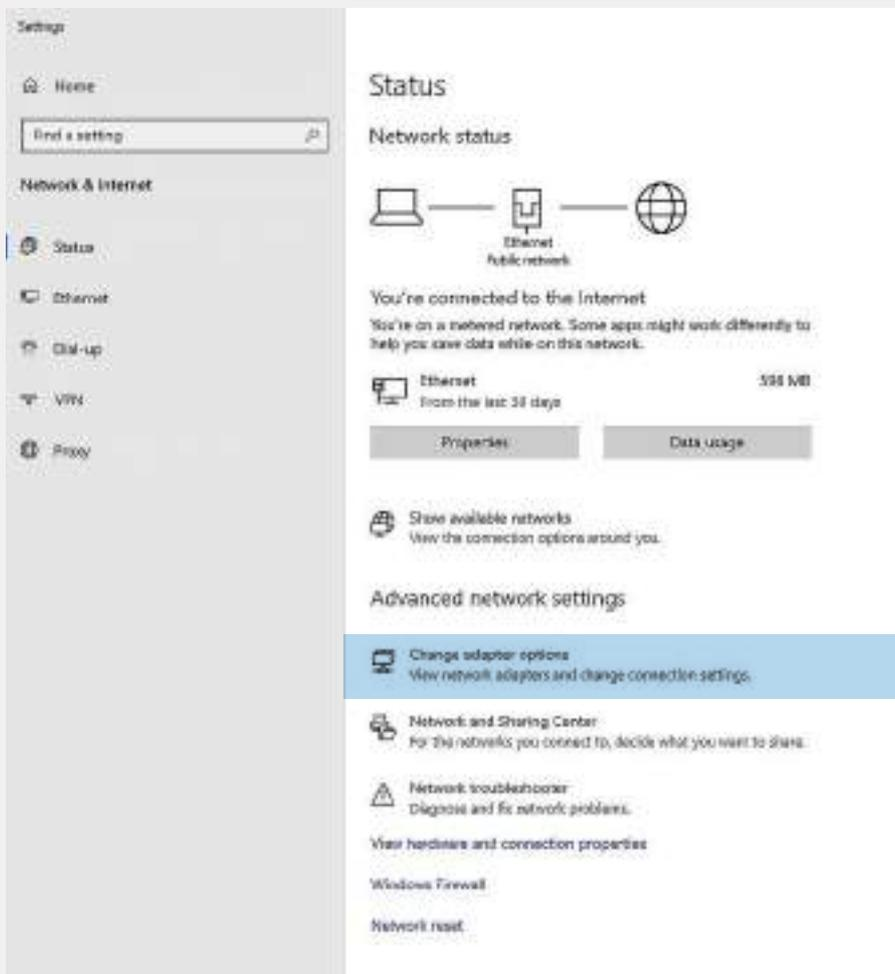 Settings
Home
Find a setting
Network & Internet
Status
Ethernet
Dial-up
VPN
Proxy
Status
Network status
Ethernet
Public network
You're connected to the Internet
You're on a metered network. Some apps might work differently to
help you save data while on this network.
Ethernet
From the last 30 days
MB
Properties
Data usage
Show available networks
View the connection options around you.
Advanced network settings
Change adapter options
View network adapters and change connection settings.
Network and Sharing Center
For the networks you connect to, decide what you want to share.
Network troubleshooter
Diagnose and fix network problems.
View hardware and connection properties
Windows Firewall
Network reset